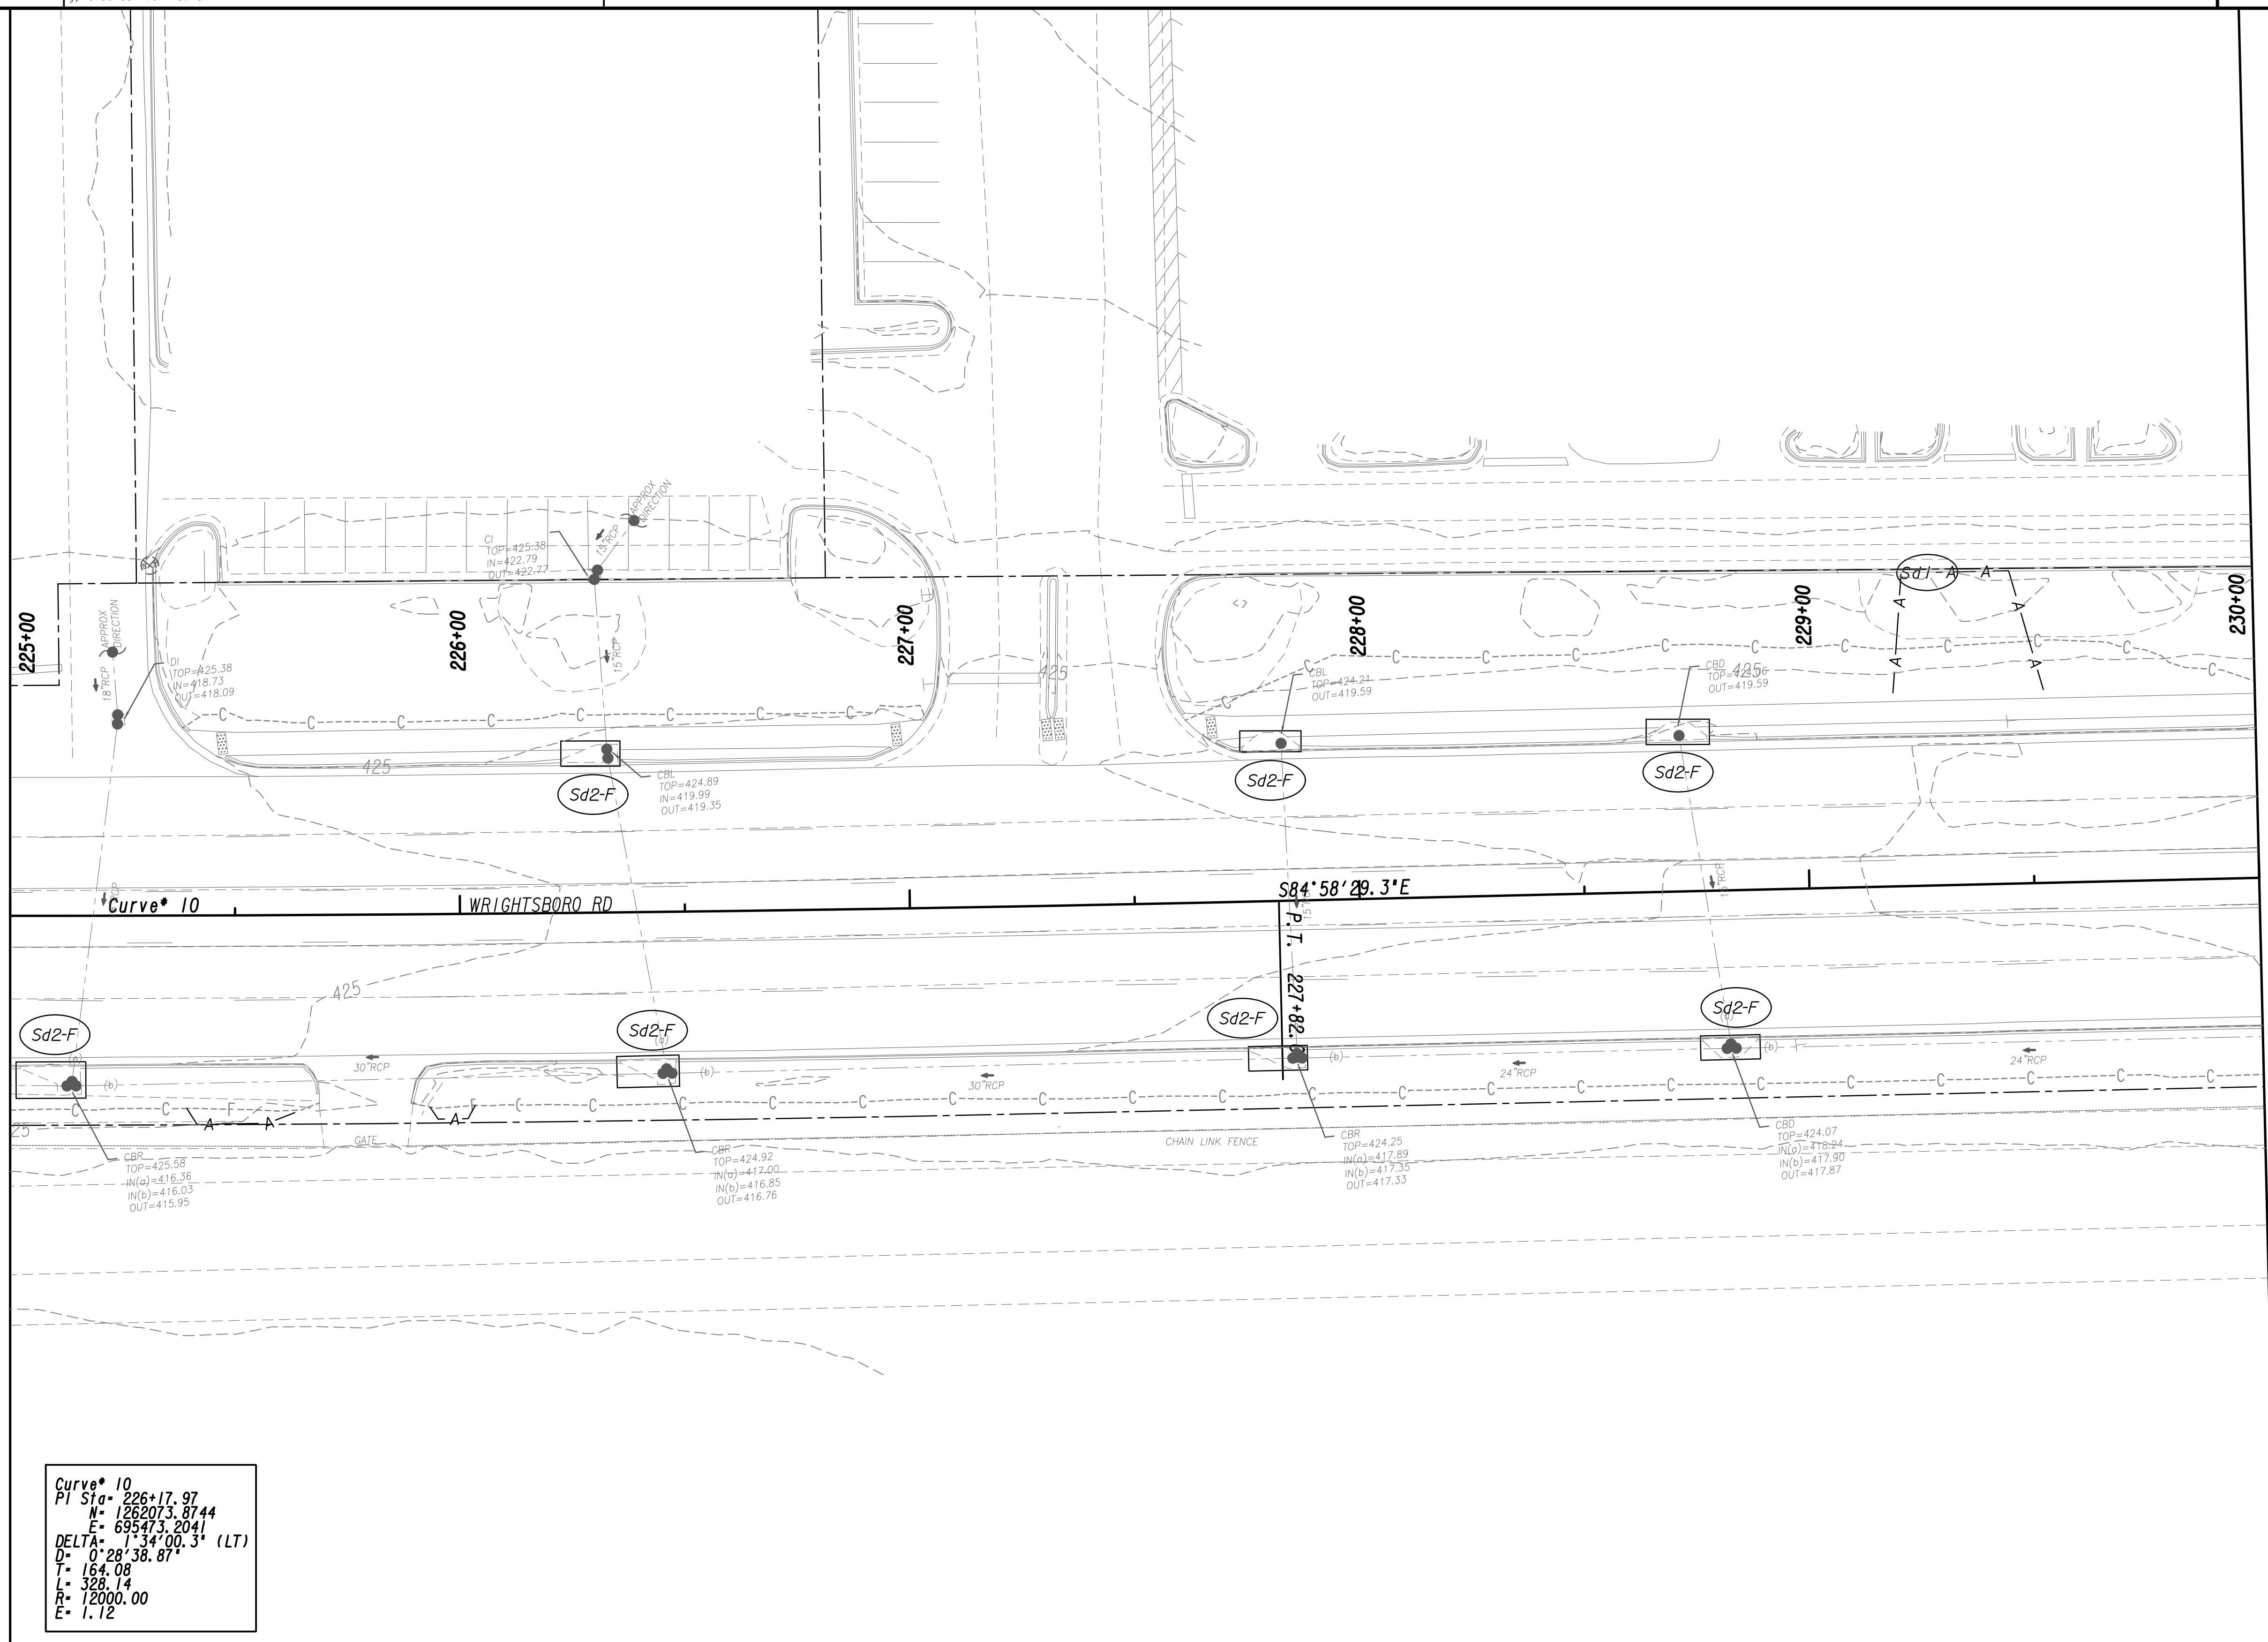 APPROX
DIRECTION
15"RCP
CI
TOP=425.38
IN=422.79
OUT=422.77
Sd1-A
A
A
A
A
A
A
225+00
226+00
227+00
228+00
229+00
230+00
APPROX
DIRECTION
18"RCP
DI
TOP=425.38
IN=418.73
OUT=418.09
15"RCP
425
C C C C C C C C
C C C C C C C C C C C
CBL
TOP=424.21
OUT=419.59
CBD
OUT=419.59
425
425
Sd2-F
CBL
TOP=424.89
IN=419.99
OUT=419.35
Sd2-F
Sd2-F
15"RCP
Curve# 10
WRIGHTSBORO RD
S84°58'29.3"E
P.T. 227+82.
425
Sd2-F
Sd2-F
Sd2-F
Sd2-F
(a)
(b)
30"RCP
(a)
(b)
30"RCP
(b)
24"RCP
(b)
24"RCP
C C F
A A
A
F C C C C C C C C C C C C C C C C C C C C
25
GATE
CHAIN LINK FENCE
CBR
TOP=425.58
IN(a)=416.36
IN(b)=416.03
OUT=415.95
CBR
TOP=424.92
IN(a)=417.00
IN(b)=416.85
OUT=416.76
CBR
TOP=424.25
IN(a)=417.89
IN(b)=417.35
OUT=417.33
CBD
TOP=424.07
IN(a)=418.24
IN(b)=417.90
OUT=417.87
Curve# 10
PI Sta= 226+17.97
N= 1262073.8744
E= 695473.2041
DELTA= 1°34'00.3" (LT)
D= 0°28'38.87"
T= 164.08
L= 328.14
R= 12000.00
E= 1.12